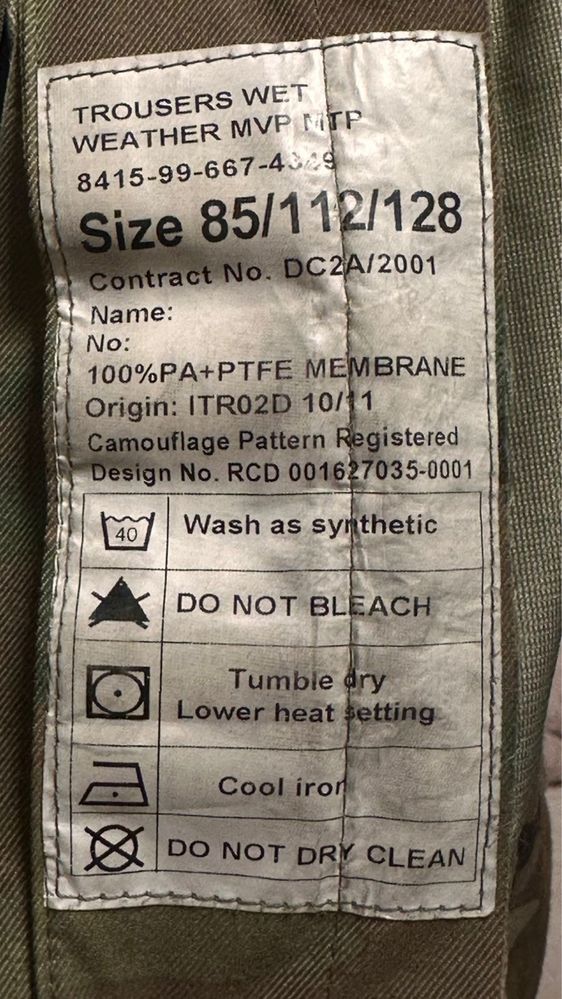 TROUSERS WET
WEATHER MVP MTP
8415-99-667-4349
Size 85/112/128
Contract No. DC2A/2001
Name:
No:
100%PA+PTFE MEMBRANE
Origin: ITR02D 10/11
Camouflage Pattern Registered
Design No. RCD 001627035-0001
40 Wash as synthetic
DO NOT BLEACH
Tumble dry
Lower heat setting
Cool iron
DO NOT DRY CLEAN